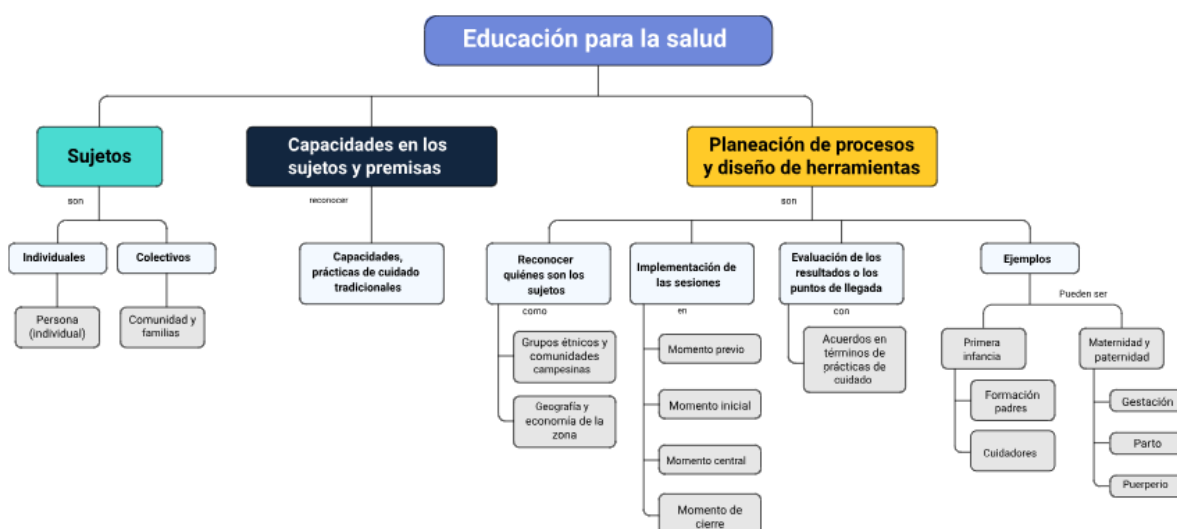 Educación para la salud
Sujetos
Capacidades en los
sujetos y premisas
Planeación de procesos
y diseño de herramientas
son
reconocer
son
Individuales
Colectivos
Capacidades,
prácticas de cuidado
tradicionales
Reconocer
quiénes son los
sujetos
Implementación de
las sesiones
Evaluación de los
resultados o los
puntos de llegada
Ejemplos
Persona
(individual)
Comunidad y
familias
como
en
con
Pueden ser
Grupos étnicos y
comunidades
campesinas
Geografía y
economía de la
zona
Momento previo
Momento inicial
Momento central
Momento de
cierre
Acuerdos en
términos de
prácticas de
cuidado
Primera
infancia
Formación
padres
Cuidadores
Maternidad y
paternidad
Gestación
Parto
Puerperio